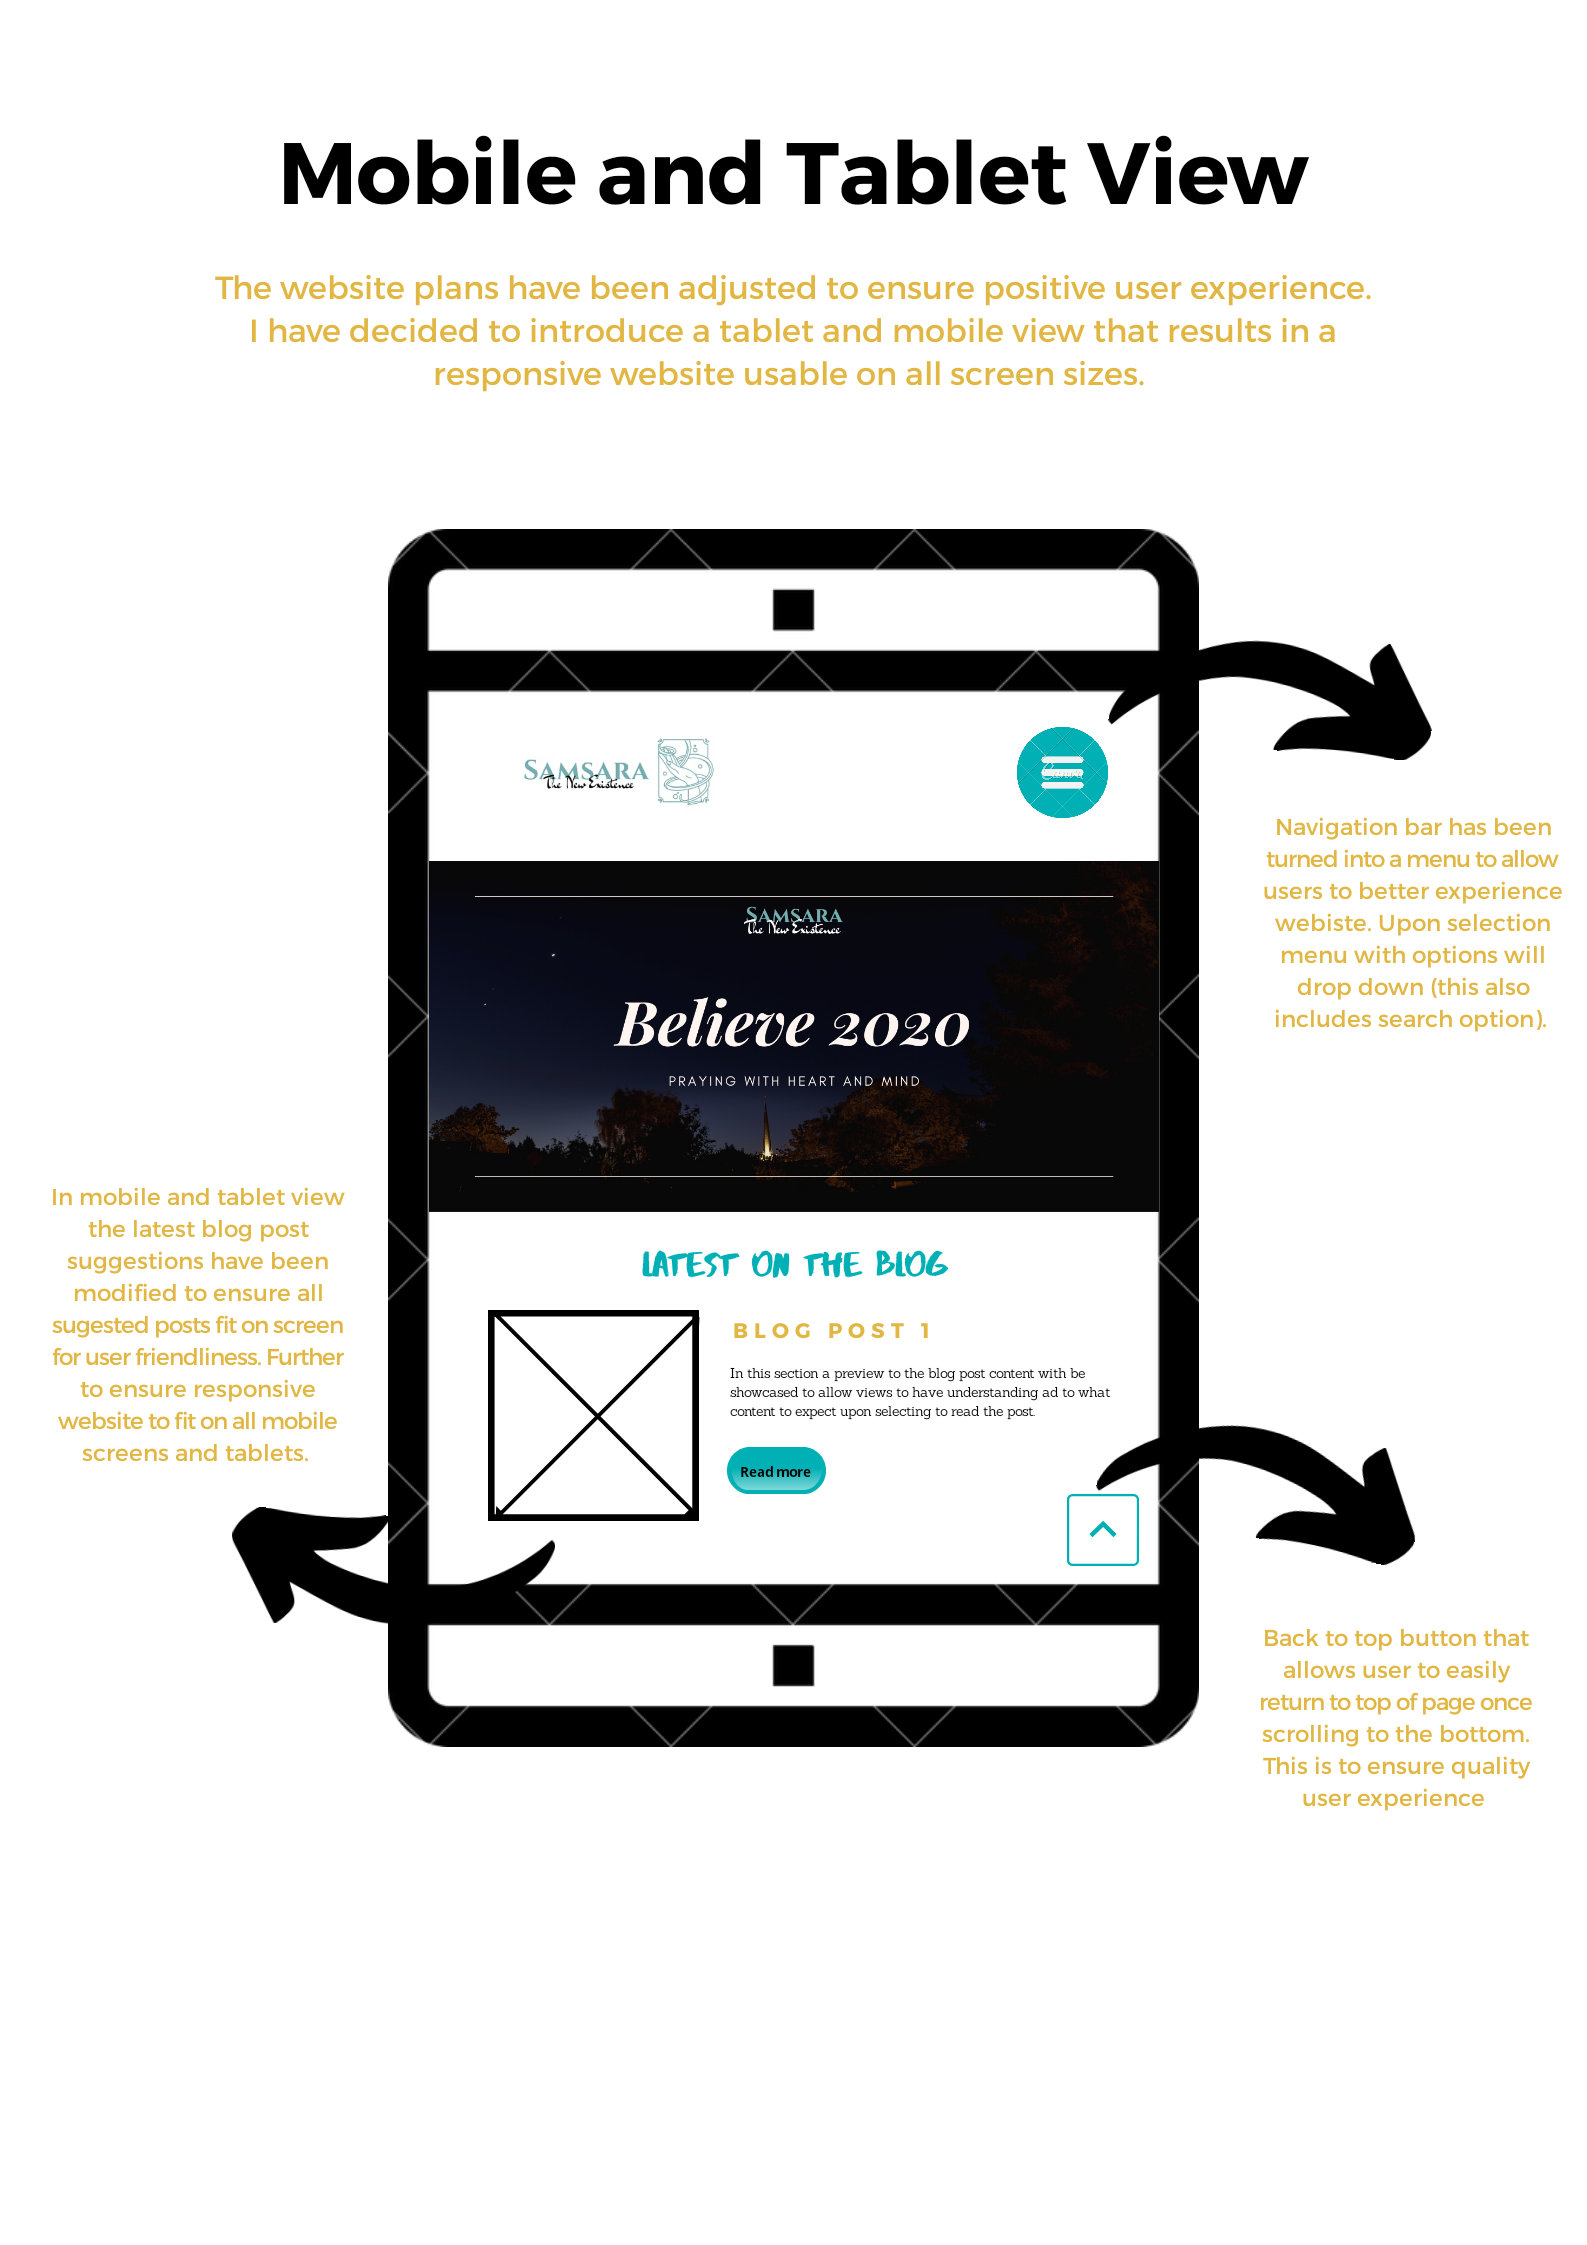 Mobile and Tablet View
The website plans have been adjusted to ensure positive user experience.
I have decided to introduce a tablet and mobile view that results in a
responsive website usable on all screen sizes.
SAMSARA
The New Existence
Canva
Navigation bar has been
turned into a menu to allow
users to better experience
webiste. Upon selection
menu with options will
drop down (this also
includes search option).
SAMSARA
The New Existence
Believe 2020
PRAYING WITH HEART AND MIND
In mobile and tablet view
the latest blog post
suggestions have been
modified to ensure all
sugested posts fit on screen
for user friendliness. Further
to ensure responsive
website to fit on all mobile
screens and tablets.
LATEST ON THE BLOG
BLOG POST 1
In this section a preview to the blog post content with be
showcased to allow views to have understanding ad to what
content to expect upon selecting to read the post.
Read more
Back to top button that
allows user to easily
return to top of page once
scrolling to the bottom.
This is to ensure quality
user experience